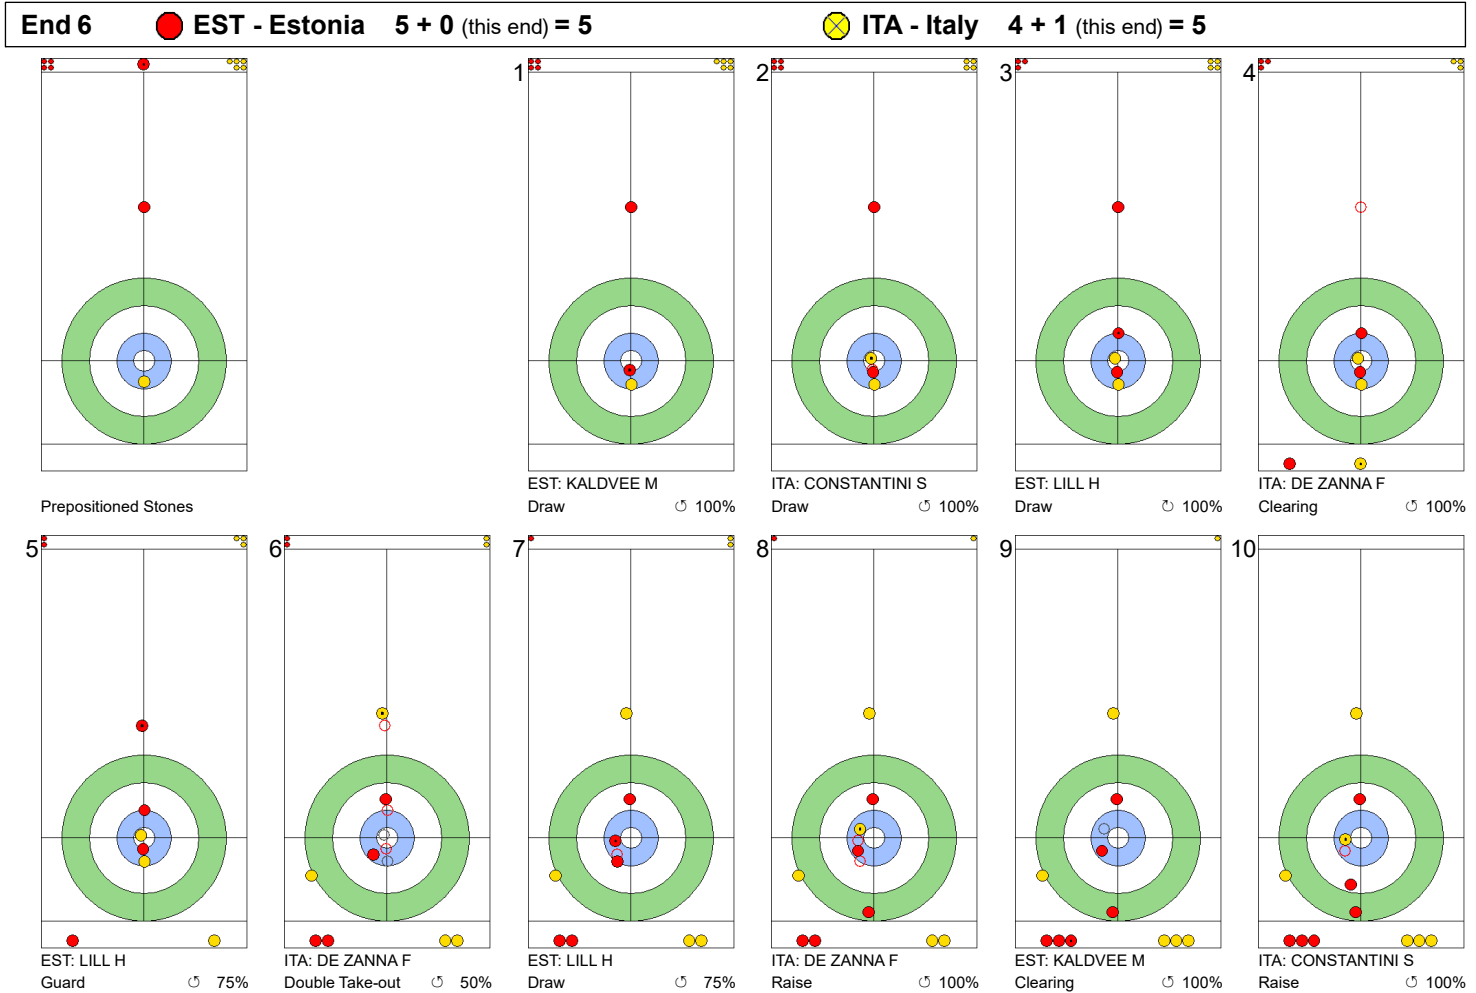 End 6 EST - Estonia 5 + 0 (this end) = 5 ITA - Italy 4 + 1 (this end) = 5
1 2 3 4
EST: KALDVEE M ITA: CONSTANTINI S EST: LILL H ITA: DE ZANNA F
Prepositioned Stones Draw ↺ 100% Draw ↺ 100% Draw ↻ 100% Clearing ↺ 100%
5 6 7 8 9 10
EST: LILL H ITA: DE ZANNA F EST: LILL H ITA: DE ZANNA F EST: KALDVEE M ITA: CONSTANTINI S
Guard ↺ 75% Double Take-out ↺ 50% Draw ↺ 75% Raise ↺ 100% Clearing ↺ 100% Raise ↺ 100%